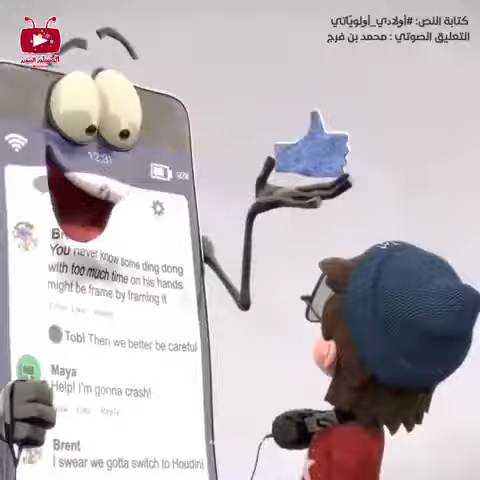 كتابة النص: #أولادي_أولوياتي
التعليق الصوتي : محمد بن فرج
12:31
You never know some ding dong
with too much time on his hands
might be frame by framing it
Tobi Then we better be careful
Maya
Help! I'm gonna crash!
Like Reply
Brent
I swear we gotta switch to Houdini